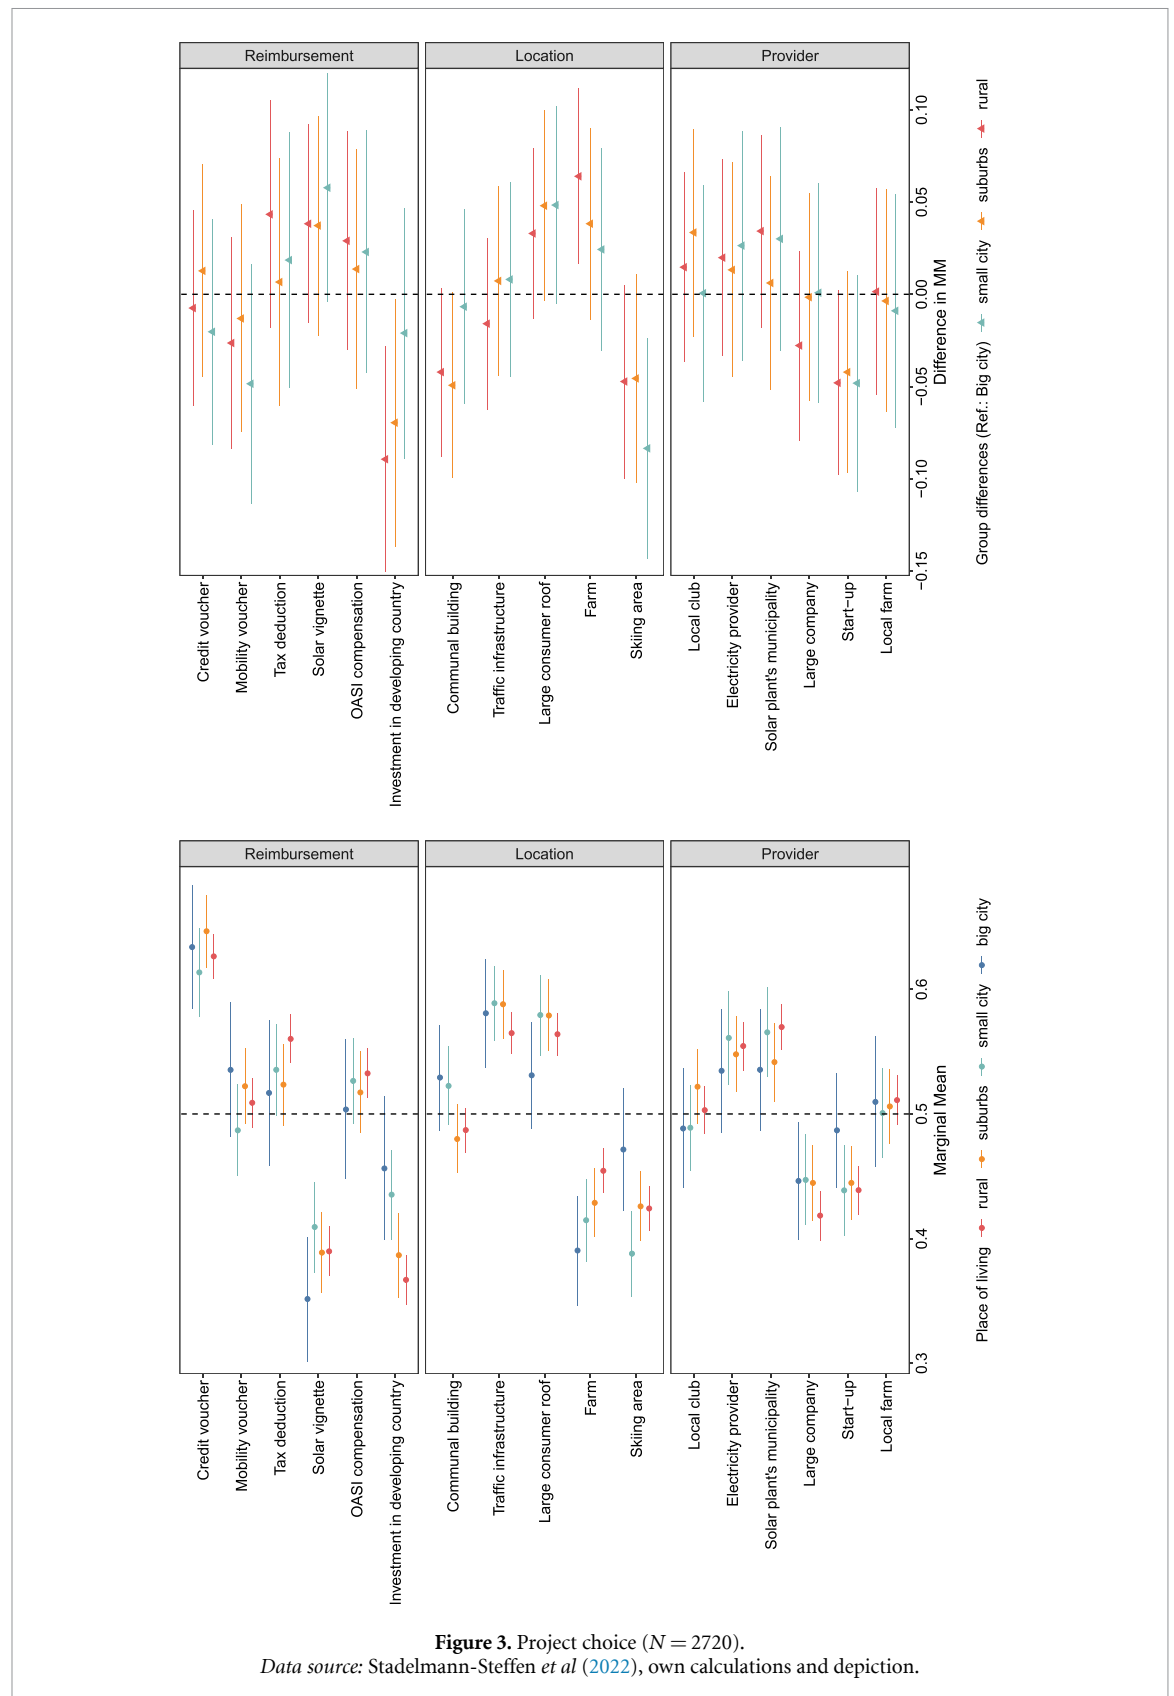 Reimbursement
Location
Provider
Credit voucher
Mobility voucher
Tax deduction
Solar vignette
OASI compensation
Investment in developing country
Communal building
Traffic infrastructure
Large consumer roof
Farm
Skiing area
Local club
Electricity provider
Solar plant's municipality
Large company
Start−up
Local farm
−0.15
−0.10
−0.05
0.00
0.05
0.10
Difference in MM
Group differences (Ref.: Big city) small city suburbs rural
Reimbursement
Location
Provider
Credit voucher
Mobility voucher
Tax deduction
Solar vignette
OASI compensation
Investment in developing country
Communal building
Traffic infrastructure
Large consumer roof
Farm
Skiing area
Local club
Electricity provider
Solar plant's municipality
Large company
Start−up
Local farm
0.3
0.4
0.5
0.6
Marginal Mean
Place of living rural suburbs small city big city
Figure 3. Project choice (N = 2720).
Data source: Stadelmann-Steffen et al (2022), own calculations and depiction.